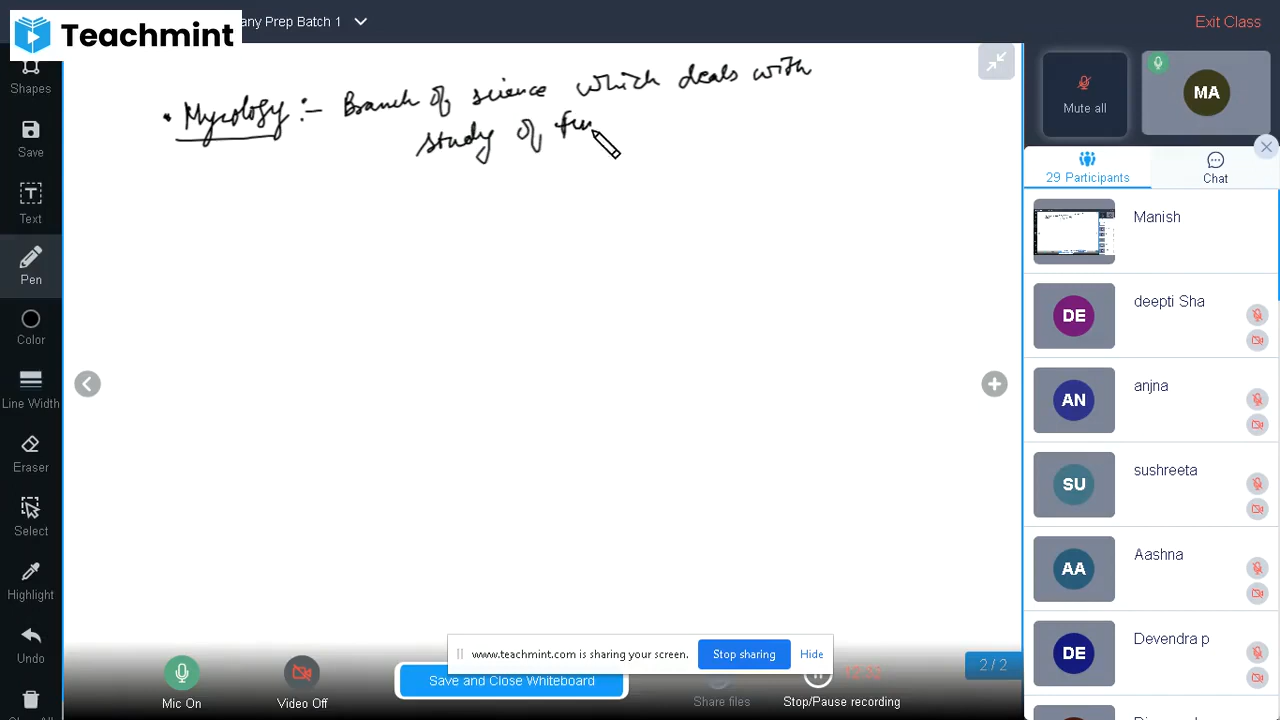 Teachmint
any Prep Batch 1
Exit Class
Shapes
Save
Text
Pen
Color
Line Width
Eraser
Select
Highlight
Undo
• Mycology :- Branch of science which deals with
study of fun
Mute all
MA
29 Participants
Chat
Manish
DE
deepti Sha
AN
anjna
SU
sushreeta
AA
Aashna
DE
Devendra p
www.teachmint.com is sharing your screen.
Stop sharing
Hide
2 / 2
Mic On
Video Off
Save and Close Whiteboard
Share files
Stop/Pause recording